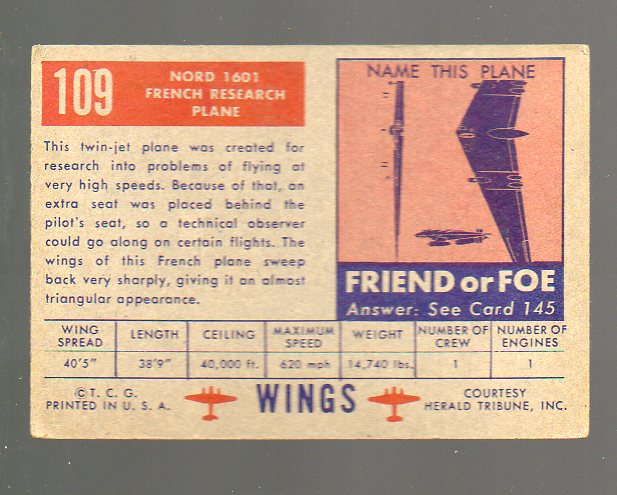 109
NORD 1601
FRENCH RESEARCH
PLANE
This twin-jet plane was created for
research into problems of flying at
very high speeds. Because of that, an
extra seat was placed behind the
pilot's seat, so a technical observer
could go along on certain flights. The
wings of this French plane sweep
back very sharply, giving it an almost
triangular appearance.
NAME THIS PLANE
FRIEND or FOE
Answer: See Card 145
WING SPREAD LENGTH CEILING MAXIMUM SPEED WEIGHT NUMBER OF CREW NUMBER OF ENGINES
40'5" 38'9" 40,000 ft. 620 mph 14,740 lbs. 1 1
© T. C. G.
PRINTED IN U. S. A.
WINGS
COURTESY
HERALD TRIBUNE, INC.